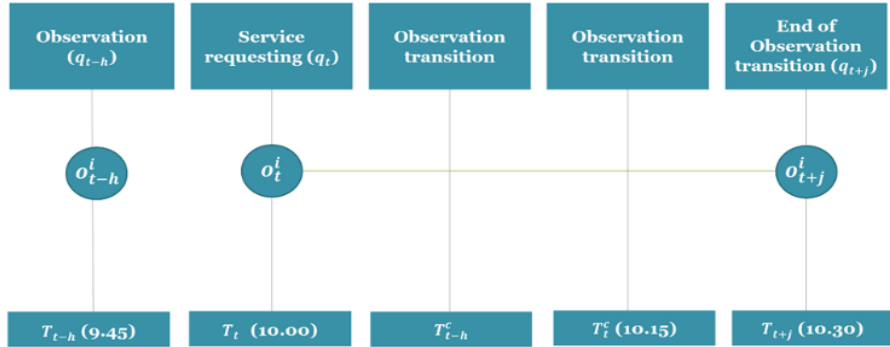 Observation
(q_{t-h})
Service
requesting (q_t)
Observation
transition
Observation
transition
End of
Observation
transition (q_{t+j})
o^i_{t-h}
o^i_t
o^i_{t+j}
T_{t-h} (9.45)
T_t (10.00)
T^c_{t-h}
T^c_t (10.15)
T_{t+j} (10.30)